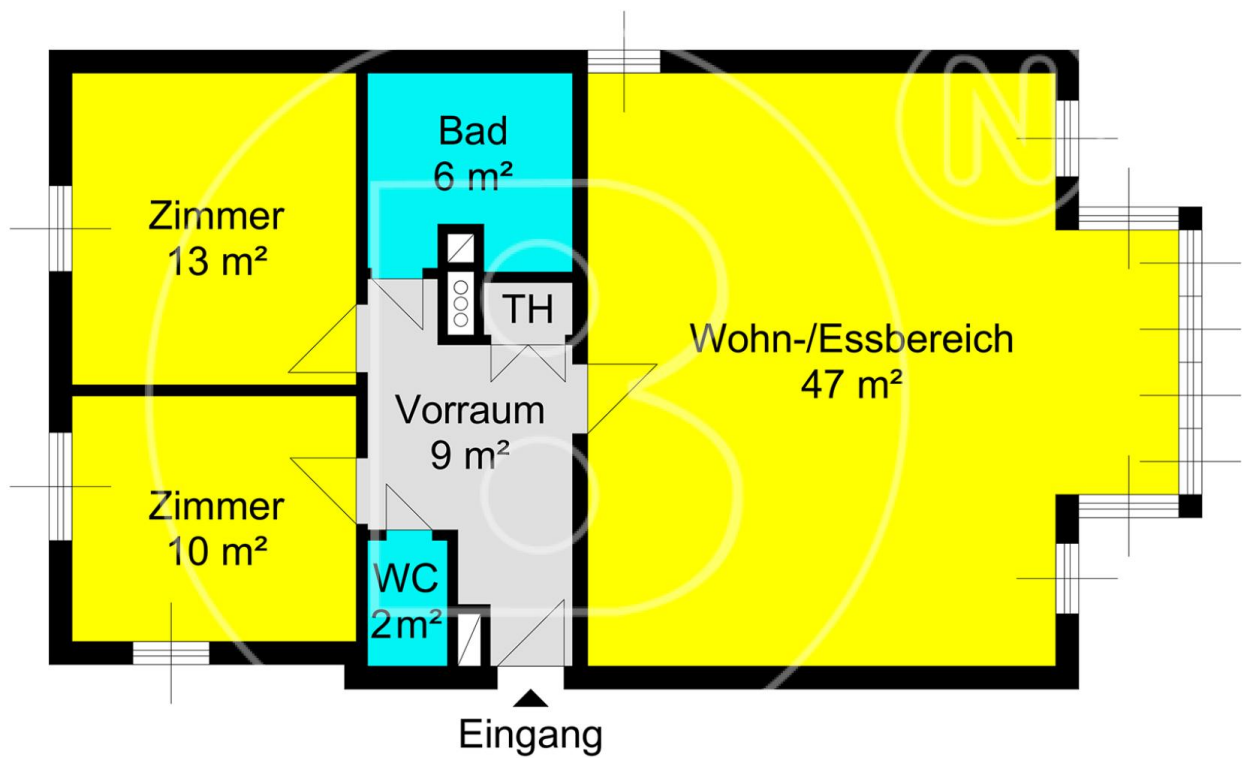 Bad
6 m²
Zimmer
13 m²
TH
Wohn-/Essbereich
47 m²
Vorraum
9 m²
Zimmer
10 m²
WC
2 m²
Eingang
B
N